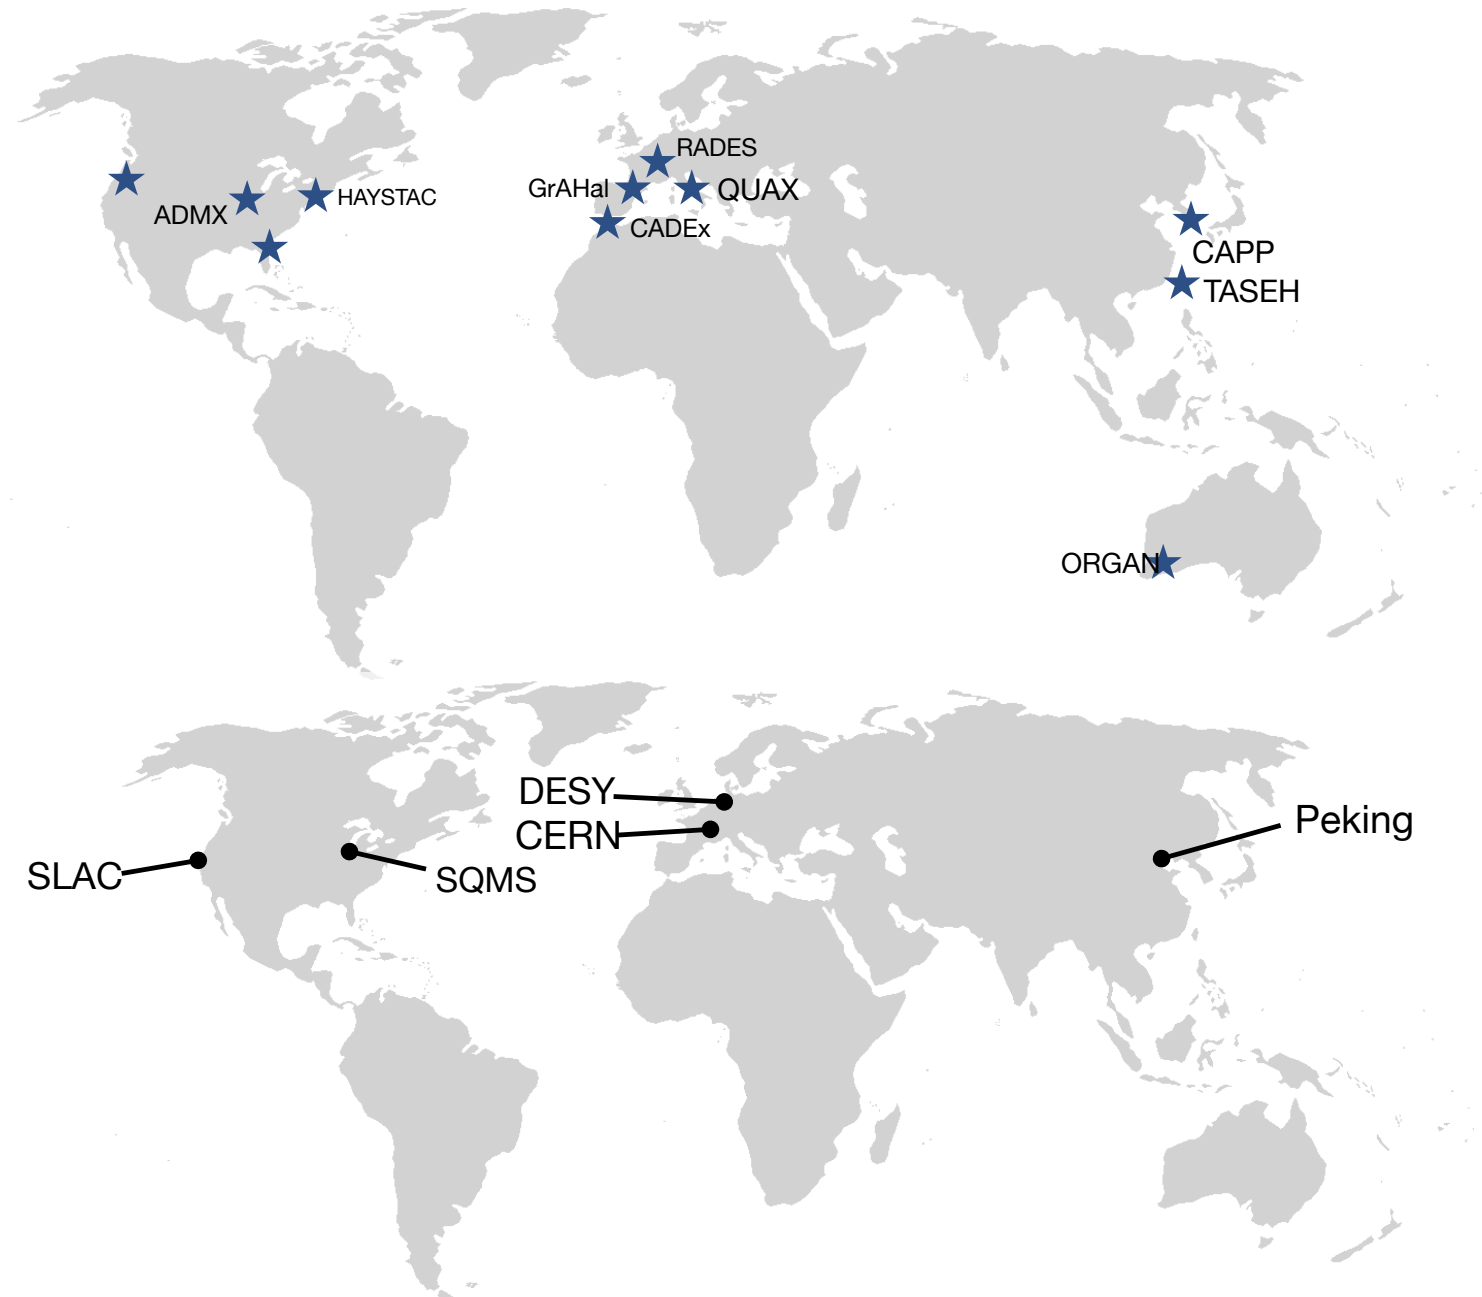 RADES
GrAHal
QUAX
HAYSTAC
ADMX
CADEx
CAPP
TASEH
ORGAN
DESY
CERN
Peking
SLAC
SQMS